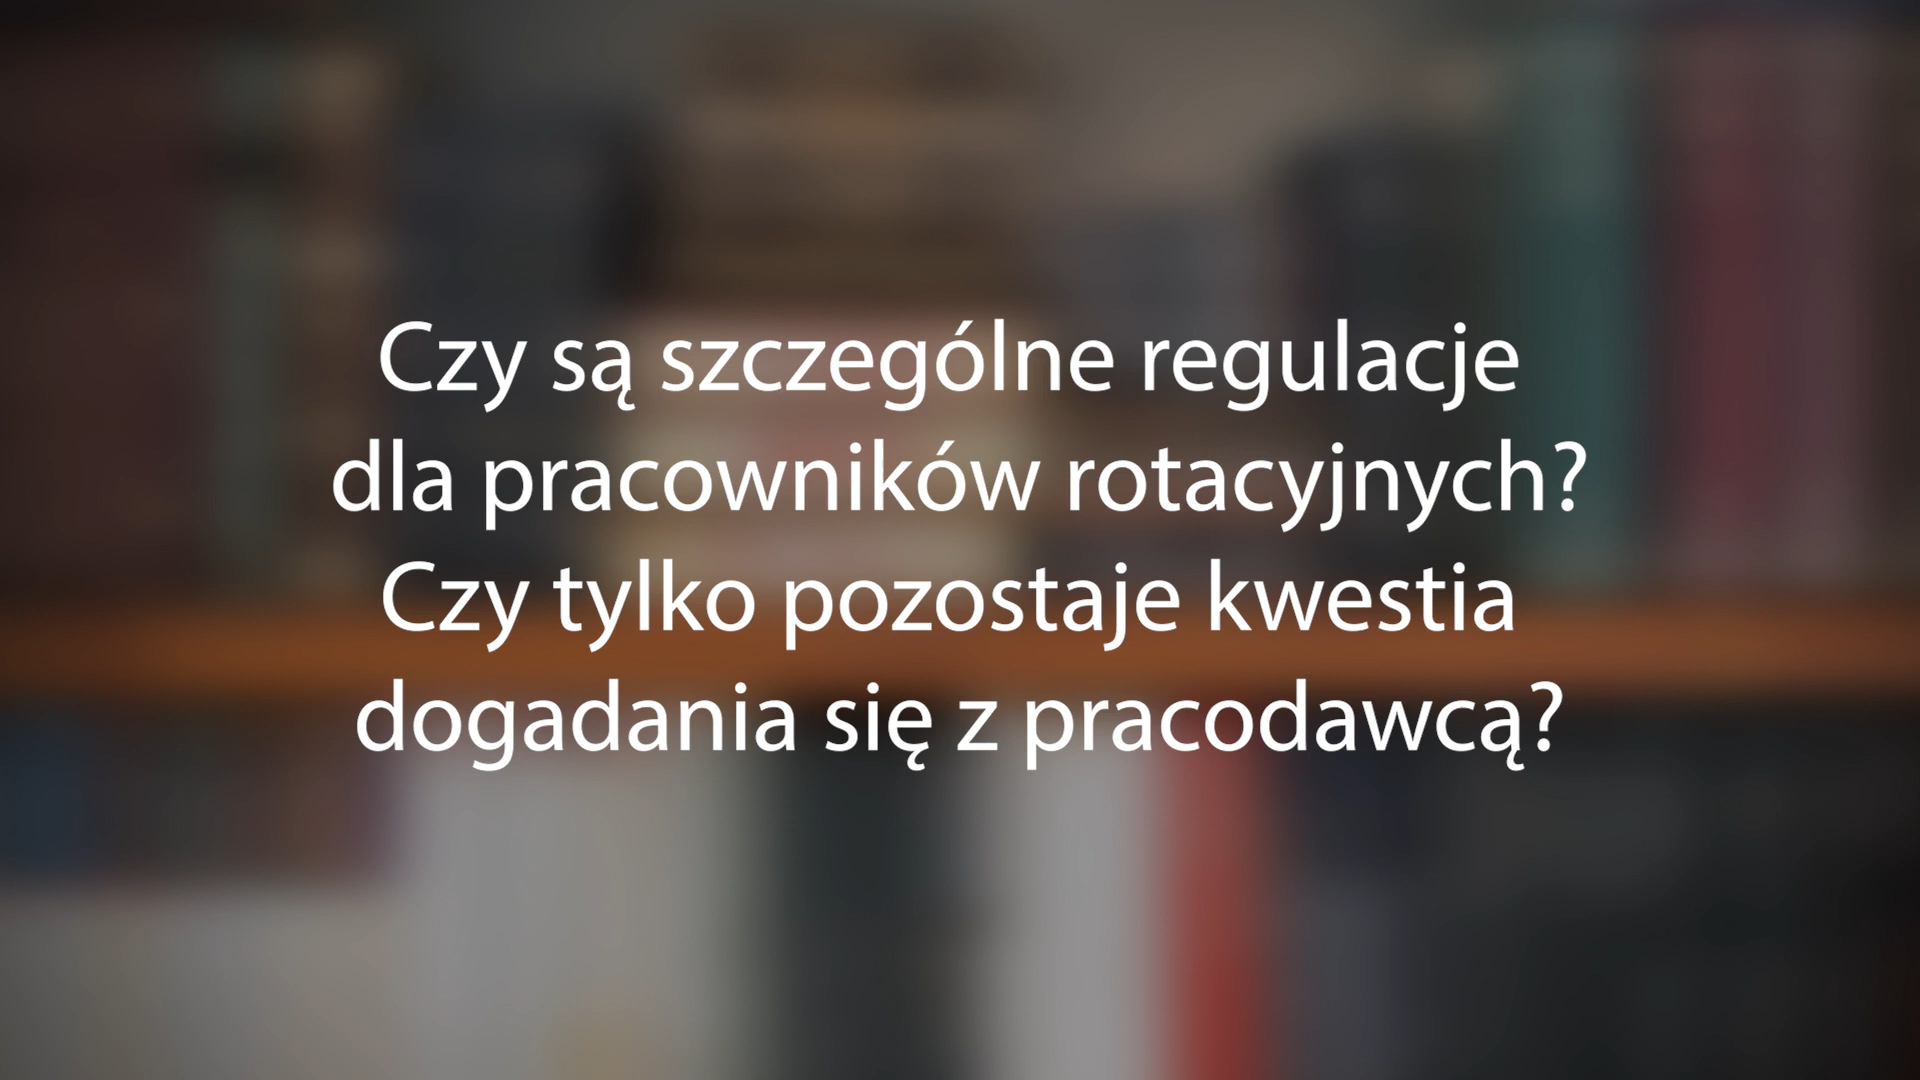 Czy są szczególne regulacje
dla pracowników rotacyjnych?
Czy tylko pozostaje kwestia
dogadania się z pracodawcą?